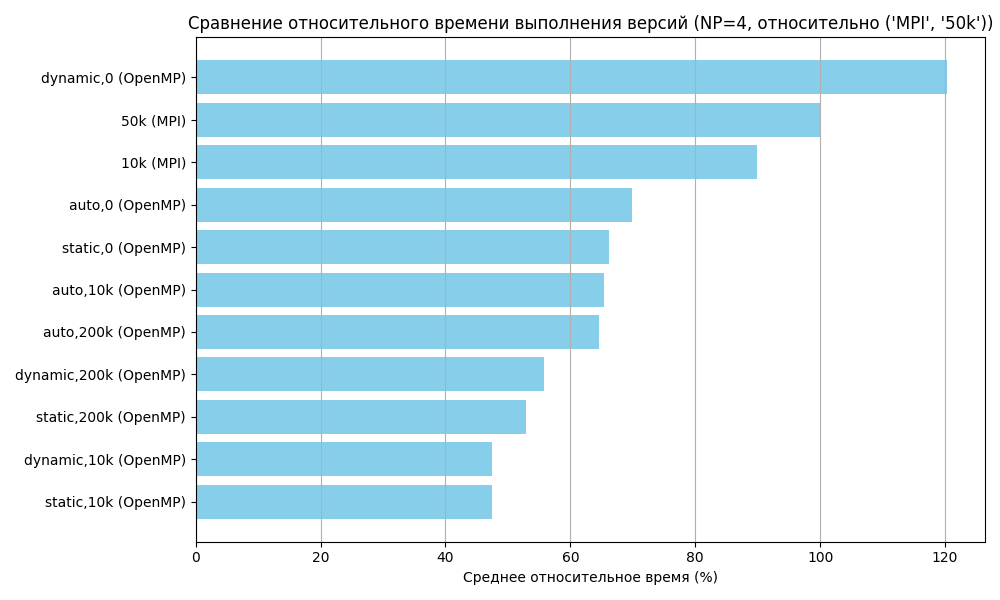 Сравнение относительного времени выполнения версий (NP=4, относительно ('MPI', '50k'))
dynamic,0 (OpenMP)
50k (MPI)
10k (MPI)
auto,0 (OpenMP)
static,0 (OpenMP)
auto,10k (OpenMP)
auto,200k (OpenMP)
dynamic,200k (OpenMP)
static,200k (OpenMP)
dynamic,10k (OpenMP)
static,10k (OpenMP)
0 20 40 60 80 100 120
Среднее относительное время (%)